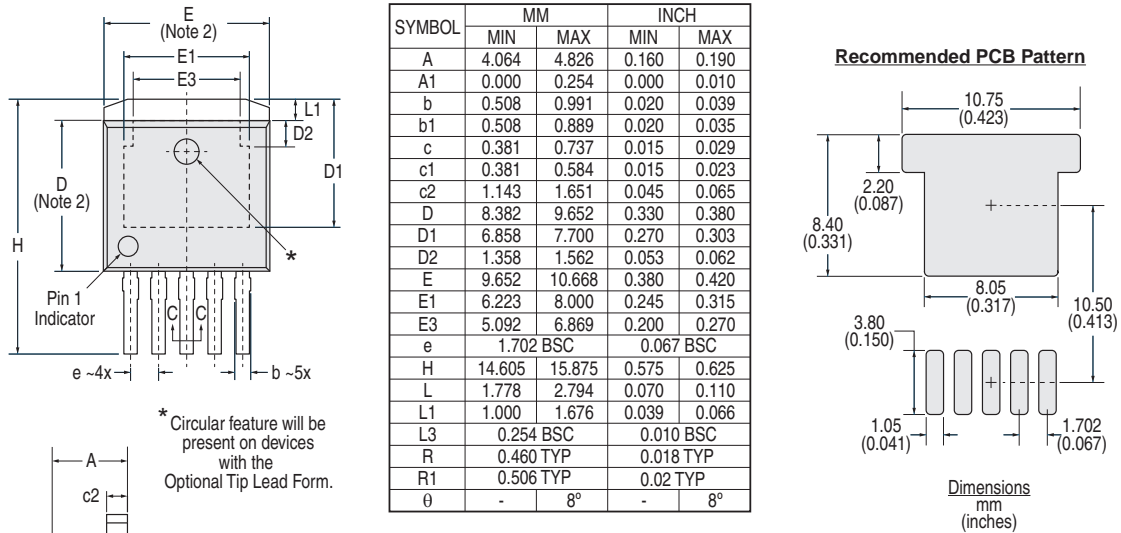 E
(Note 2)
E1
E3
L1
D2
D1
D
(Note 2)
H
*
Pin 1
Indicator
C C
e ~4x
b ~5x
* Circular feature will be
present on devices
with the
Optional Tip Lead Form.
A
c2
SYMBOL MM INCH
MIN MAX MIN MAX
A 4.064 4.826 0.160 0.190
A1 0.000 0.254 0.000 0.010
b 0.508 0.991 0.020 0.039
b1 0.508 0.889 0.020 0.035
c 0.381 0.737 0.015 0.029
c1 0.381 0.584 0.015 0.023
c2 1.143 1.651 0.045 0.065
D 8.382 9.652 0.330 0.380
D1 6.858 7.700 0.270 0.303
D2 1.358 1.562 0.053 0.062
E 9.652 10.668 0.380 0.420
E1 6.223 8.000 0.245 0.315
E3 5.092 6.869 0.200 0.270
e 1.702 BSC 0.067 BSC
H 14.605 15.875 0.575 0.625
L 1.778 2.794 0.070 0.110
L1 1.000 1.676 0.039 0.066
L3 0.254 BSC 0.010 BSC
R 0.460 TYP 0.018 TYP
R1 0.506 TYP 0.02 TYP
θ - 8º - 8º
Recommended PCB Pattern
10.75
(0.423)
2.20
(0.087)
8.40
(0.331)
8.05
(0.317)
10.50
(0.413)
3.80
(0.150)
1.05
(0.041)
1.702
(0.067)
Dimensions
mm
(inches)